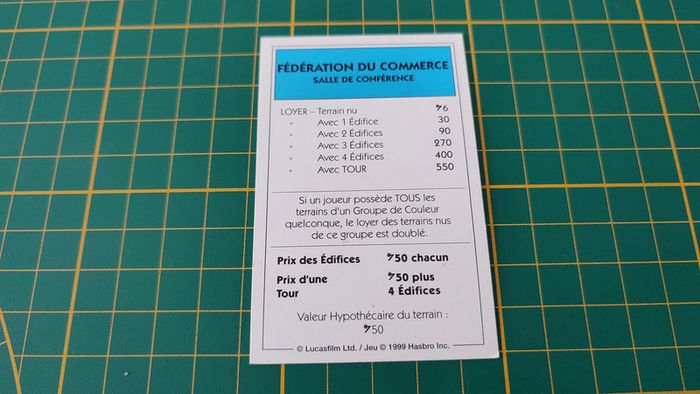 FÉDÉRATION DU COMMERCE
SALLE DE CONFÉRENCE
LOYER – Terrain nu 6
" Avec 1 Édifice 30
" Avec 2 Édifices 90
" Avec 3 Édifices 270
" Avec 4 Édifices 400
" Avec TOUR 550
Si un joueur possède TOUS les
terrains d'un Groupe de Couleur
quelconque, le loyer des terrains nus
de ce groupe est doublé.
Prix des Édifices 50 chacun
Prix d'une 50 plus
Tour 4 Édifices
Valeur Hypothécaire du terrain :
50
© Lucasfilm Ltd. / Jeu © 1999 Hasbro Inc.